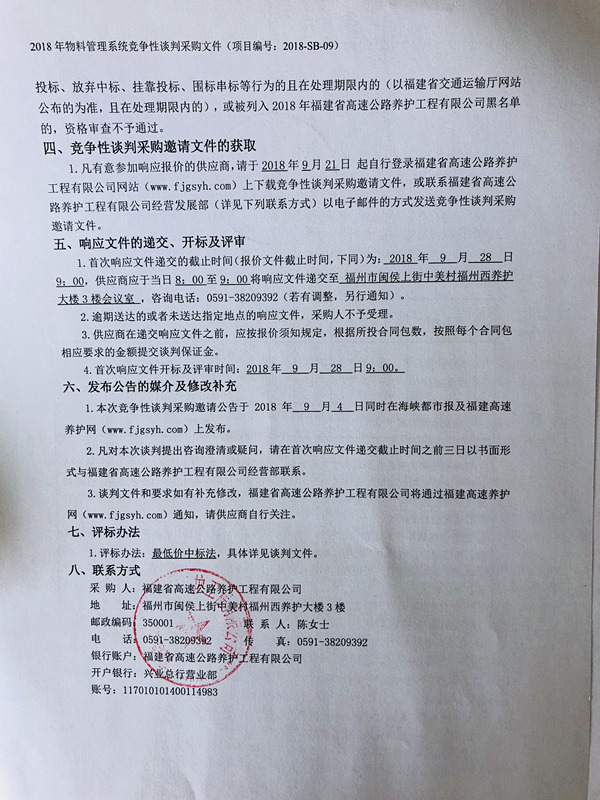 2018 年物料管理系统竞争性谈判采购文件（项目编号：2018-SB-09）
投标、放弃中标、挂靠投标、围标串标等行为的且在处理期限内的（以福建省交通运输厅网站
公布的为准，且在处理期限内的），或被列入 2018 年福建省高速公路养护工程有限公司黑名单
的，资格审查不予通过。
四、竞争性谈判采购邀请文件的获取
1.凡有意参加响应报价的供应商，请于 2018 年 9 月 21 日 起自行登录福建省高速公路养护
工程有限公司网站（www.fjgsyh.com）上下载竞争性谈判采购邀请文件，或联系福建省高速公
路养护工程有限公司经营发展部（详见下列联系方式）以电子邮件的方式发送竞争性谈判采购
邀请文件。
五、响应文件的递交、开标及评审
1.首次响应文件递交的截止时间（报价文件截止时间，下同）为：2018 年 9 月 28 日
9：00，供应商应于当日 8：00 至 9：00 将响应文件递交至 福州市闽侯上街中美村福州西养护
大楼 3 楼会议室，咨询电话：0591-38209392（若有调整，另行通知）。
2.逾期送达的或者未送达指定地点的响应文件，采购人不予受理。
3.供应商在递交响应文件之前，应按报价须知规定，根据所投合同包数，按照每个合同包
相应要求的金额提交谈判保证金。
4.首次响应文件开标及评审时间：2018 年 9 月 28 日 9：00。
六、发布公告的媒介及修改补充
1.本次竞争性谈判采购邀请公告于 2018 年 9 月 4 日同时在海峡都市报及福建高速
养护网（www.fjgsyh.com）上发布。
2.凡对本次谈判提出咨询澄清或疑问，请在首次响应文件递交截止时间之前三日以书面形
式与福建省高速公路养护工程有限公司经营部联系。
3.谈判文件和要求如有补充修改，福建省高速公路养护工程有限公司将通过福建高速养护
网（www.fjgsyh.com）通知，请供应商自行关注。
七、评标办法
1.评标办法：最低价中标法，具体详见谈判文件。
八、联系方式
采 购 人：福建省高速公路养护工程有限公司
地 址：福州市闽侯上街中美村福州西养护大楼 3 楼
邮政编码：350001 联 系 人：陈女士
电 话：0591-38209392 传 真：0591-38209392
银行账户：福建省高速公路养护工程有限公司
开户银行：兴业总行营业部
账号：117010101400114983